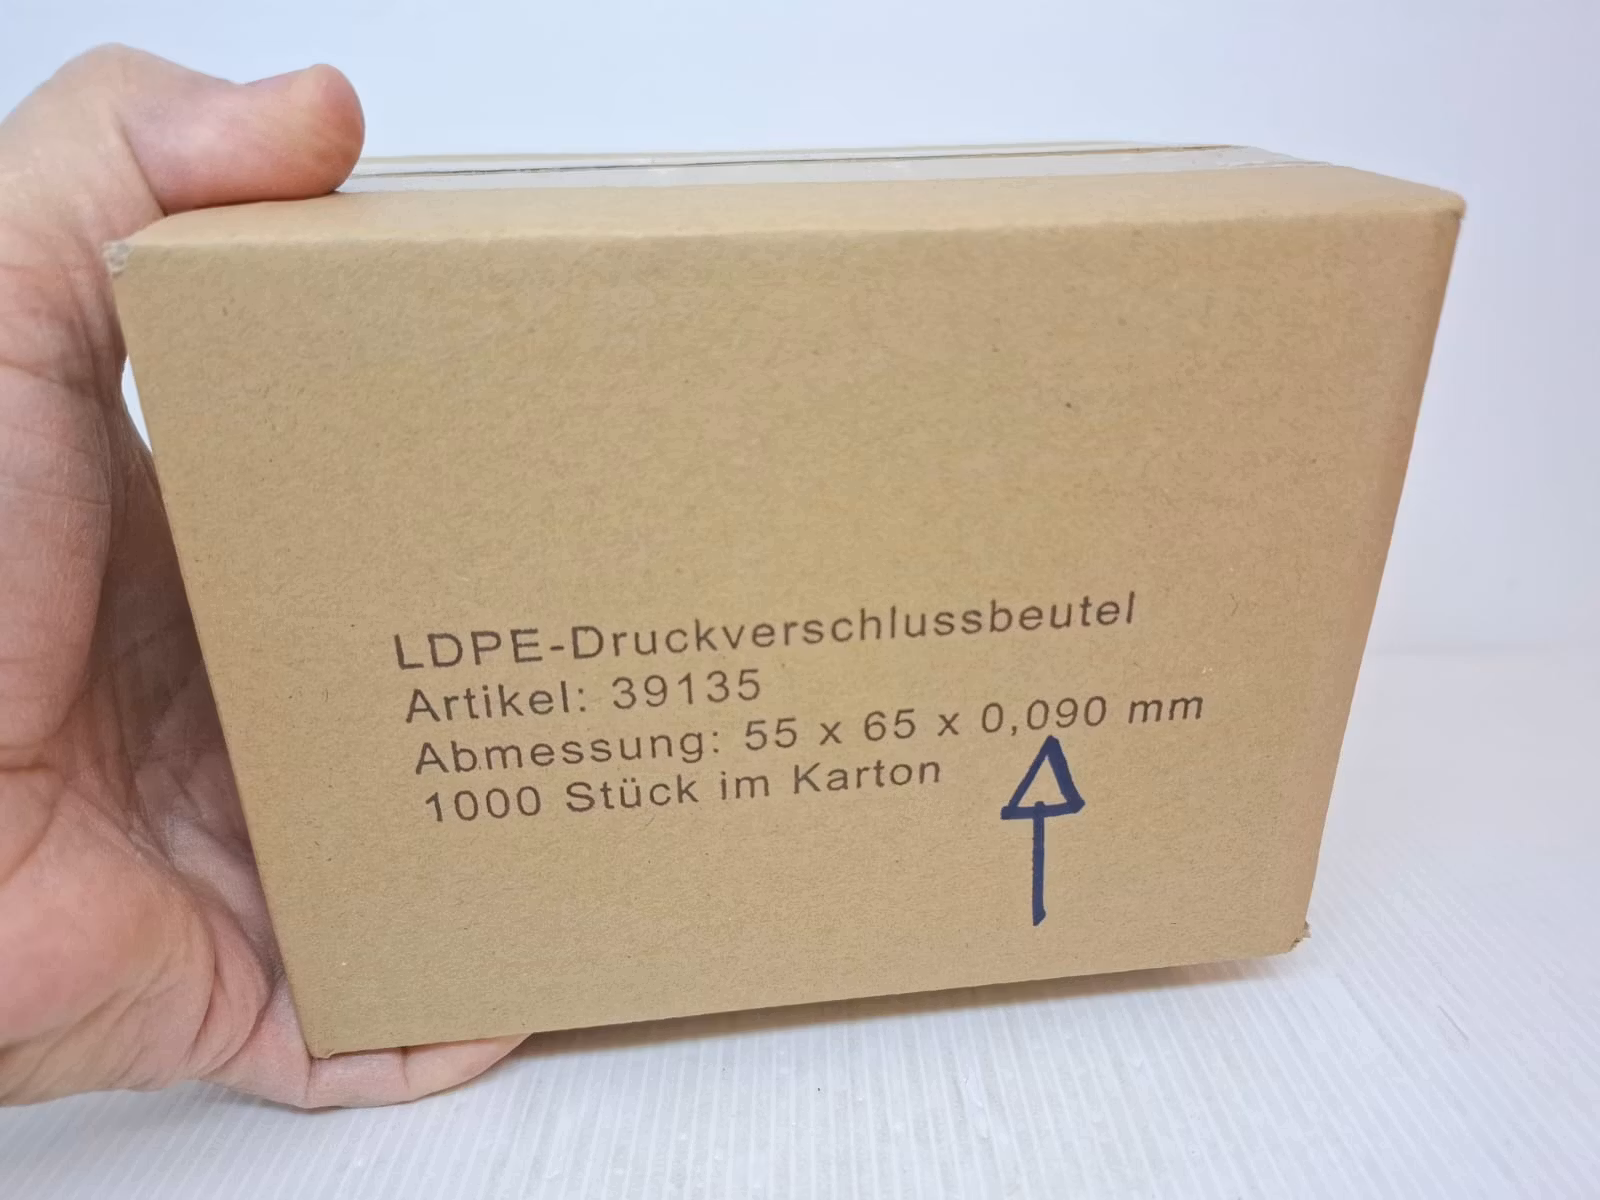 LDPE-Druckverschlussbeutel
Artikel: 39135
Abmessung: 55 x 65 x 0,090 mm
1000 Stück im Karton